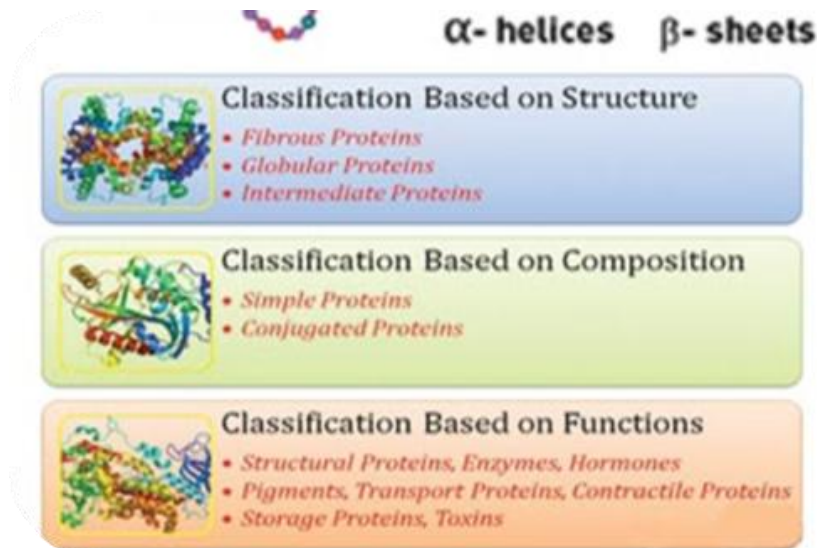 α- helices β- sheets
Classification Based on Structure
• Fibrous Proteins
• Globular Proteins
• Intermediate Proteins
Classification Based on Composition
• Simple Proteins
• Conjugated Proteins
Classification Based on Functions
• Structural Proteins, Enzymes, Hormones
• Pigments, Transport Proteins, Contractile Proteins
• Storage Proteins, Toxins